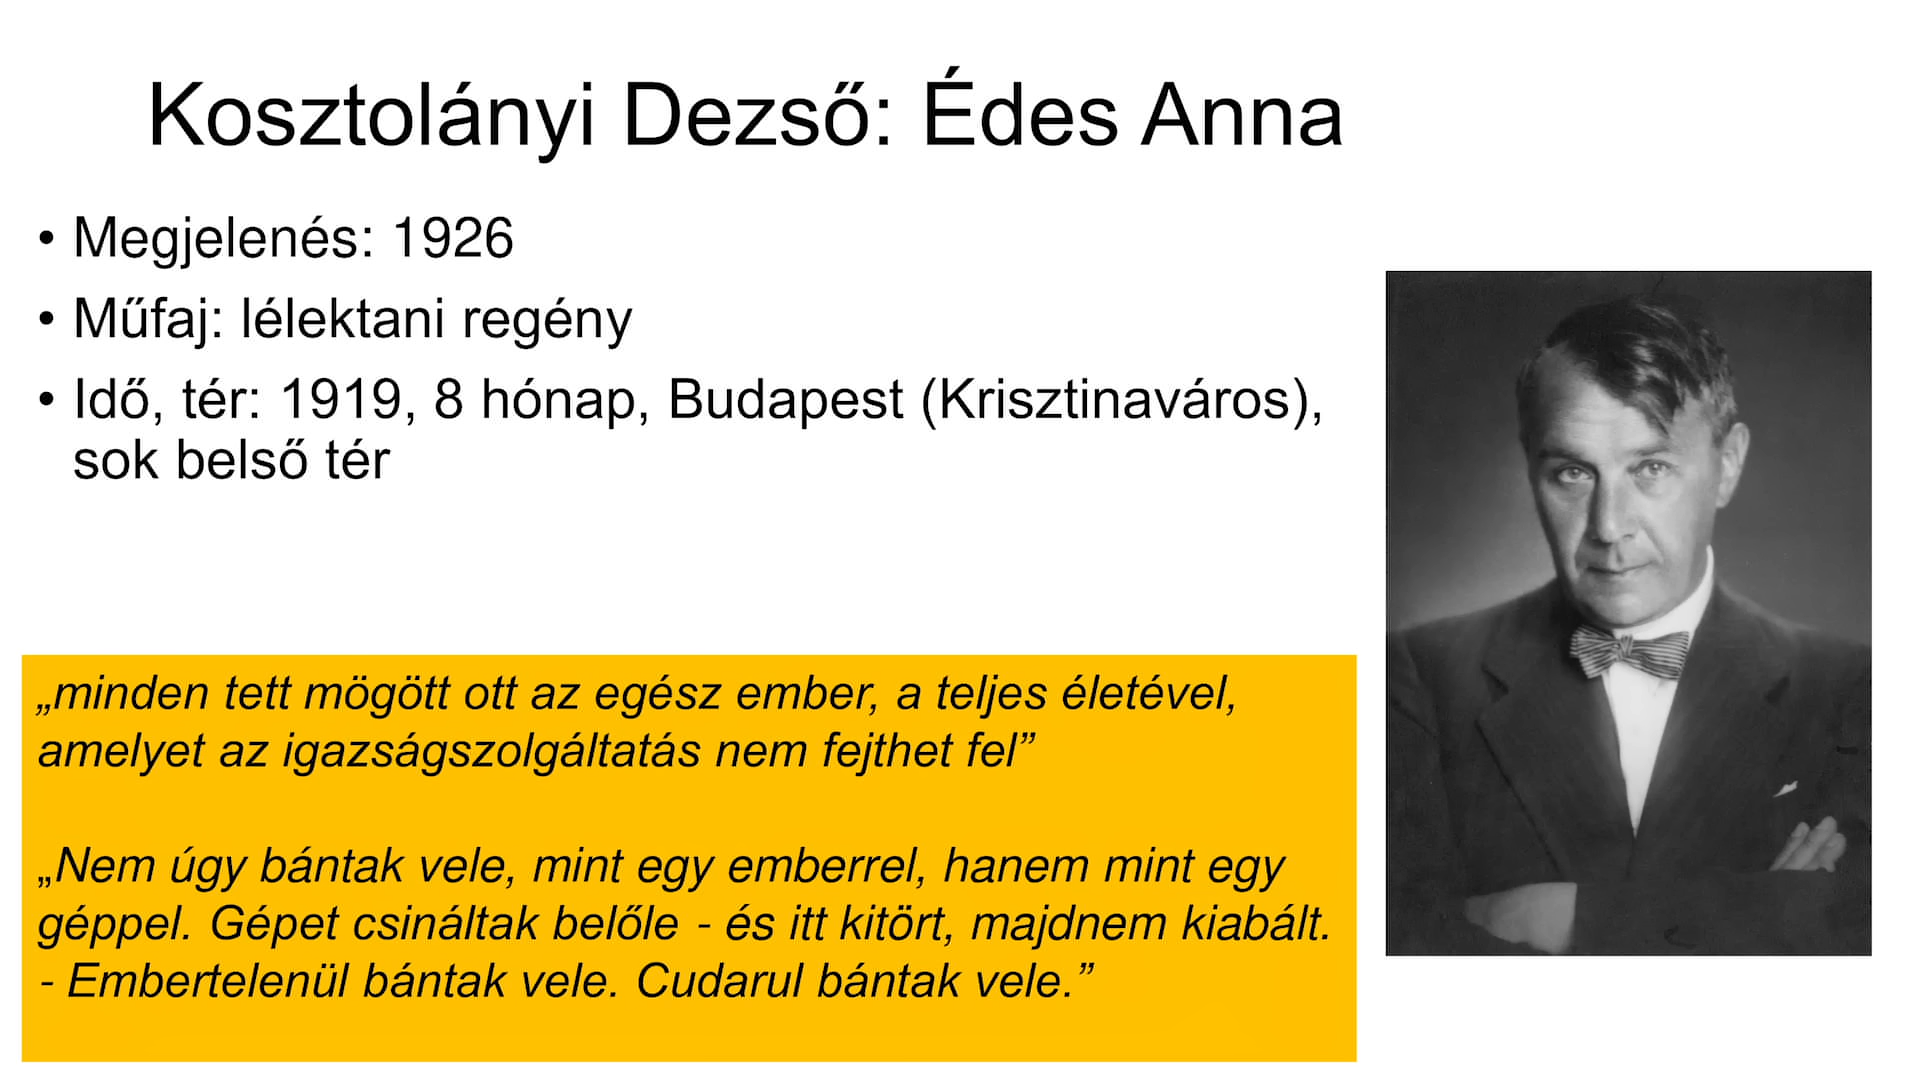 Kosztolányi Dezső: Édes Anna
• Megjelenés: 1926
• Műfaj: lélektani regény
• Idő, tér: 1919, 8 hónap, Budapest (Krisztinaváros),
sok belső tér
„minden tett mögött ott az egész ember, a teljes életével,
amelyet az igazságszolgáltatás nem fejthet fel”
„Nem úgy bántak vele, mint egy emberrel, hanem mint egy
géppel. Gépet csináltak belőle - és itt kitört, majdnem kiabált.
- Embertelenül bántak vele. Cudarul bántak vele.”